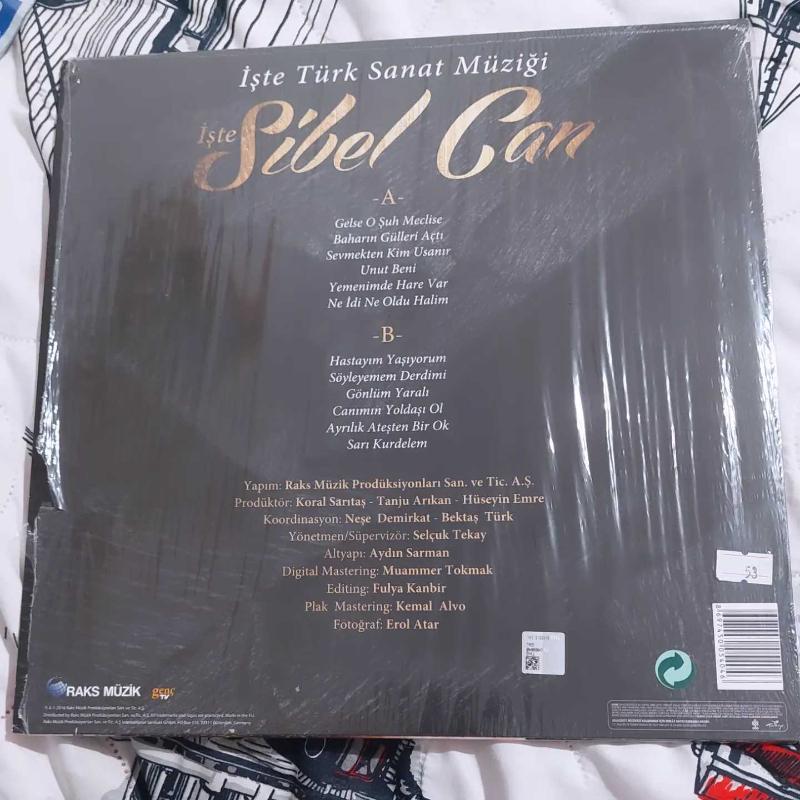 İşte Türk Sanat Müziği
İşte Sibel Can
-A-
Gelse O Şuh Meclise
Baharın Gülleri Açtı
Sevmekten Kim Usanır
Unut Beni
Yemenimde Hare Var
Ne İdi Ne Oldu Halim
-B-
Hastayım Yaşıyorum
Söyleyemem Derdimi
Gönlüm Yaralı
Canımın Yoldaşı Ol
Ayrılık Ateşten Bir Ok
Sarı Kurdelem
Yapım: Raks Müzik Prodüksiyonları San. ve Tic. A.Ş.
Prodüktör: Koral Sarıtaş - Tanju Arıkan - Hüseyin Emre
Koordinasyon: Neşe Demirkat - Bektaş Türk
Yönetmen/Süpervizör: Selçuk Tekay
Altyapı: Aydın Sarman
Digital Mastering: Muammer Tokmak
Editing: Fulya Kanbir
Plak Mastering: Kemal Alvo
Fotoğraf: Erol Atar
53
8697450054046
RAKS MÜZİK
genç TV